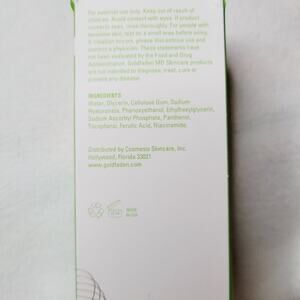 For external use only. Keep out of reach of
children. Avoid contact with eyes. If product
contacts eyes, rinse thoroughly. For people with
sensitive skin, test on a small area before using.
If irritation occurs, please discontinue use and
contact a physician. These statements have not
been evaluated by the Food and Drug
Administration. Goldfaden MD Skincare products
are not intended to diagnose, treat, cure or
prevent any disease.
INGREDIENTS
Water, Glycerin, Cellulose Gum, Sodium
Hyaluronate, Phenoxyethanol, Ethylhexylglycerin,
Sodium Ascorbyl Phosphate, Panthenol,
Tocopherol, Ferulic Acid, Niacinamide.
Distributed by Cosmesis Skincare, Inc.
Hollywood, Florida 33021
www.goldfaden.com
MADE
IN USA